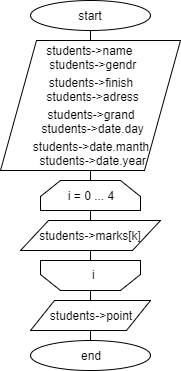 start
students->name
students->gendr
students->finish
students->adress
students->grand
students->date.day
students->date.manth
students->date.year
i = 0 ... 4
students->marks[k]
i
students->point
end